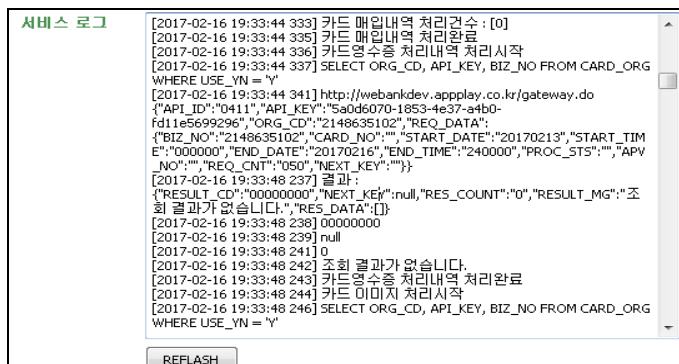 서비스 로그
[2017-02-16 19:33:44 333] 카드 매입내역 처리건수 : [0]
[2017-02-16 19:33:44 335] 카드 매입내역 처리완료
[2017-02-16 19:33:44 336] 카드영수증 처리내역 처리시작
[2017-02-16 19:33:44 337] SELECT ORG_CD, API_KEY, BIZ_NO FROM CARD_ORG
WHERE USE_YN = 'Y'
[2017-02-16 19:33:44 341] http://webankdev.appplay.co.kr/gateway.do
{"API_ID":"0411","API_KEY":"5a0d6070-1853-4e37-a4b0-
fd11e5699296","ORG_CD":"2148635102","REQ_DATA":
{"BIZ_NO":"2148635102","CARD_NO":"","START_DATE":"20170213","START_TIM
E":"000000","END_DATE":"20170216","END_TIME":"240000","PROC_STS":"","APV
_NO":"","REQ_CNT":"050","NEXT_KEY":""}}
[2017-02-16 19:33:48 237] 결과 :
{"RESULT_CD":"00000000","NEXT_KEY":null,"RES_COUNT":"0","RESULT_MG":"조
회 결과가 없습니다.","RES_DATA":[]}
[2017-02-16 19:33:48 238] 00000000
[2017-02-16 19:33:48 239] null
[2017-02-16 19:33:48 241] 0
[2017-02-16 19:33:48 242] 조회 결과가 없습니다.
[2017-02-16 19:33:48 243] 카드영수증 처리내역 처리완료
[2017-02-16 19:33:48 244] 카드 이미지 처리시작
[2017-02-16 19:33:48 246] SELECT ORG_CD, API_KEY, BIZ_NO FROM CARD_ORG
WHERE USE_YN = 'Y'
REFLASH